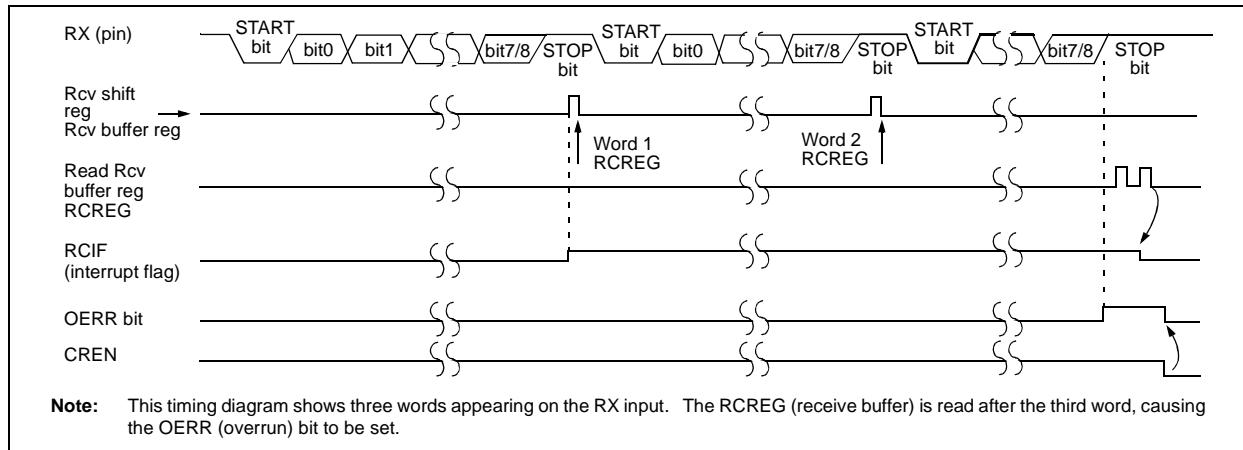 RX (pin)
START
bit
bit0
bit1
bit7/8
STOP
bit
START
bit
bit0
bit7/8
STOP
bit
START
bit
bit7/8
STOP
bit
Rcv shift
reg
Rcv buffer reg
Word 1
RCREG
Word 2
RCREG
Read Rcv
buffer reg
RCREG
RCIF
(interrupt flag)
OERR bit
CREN
Note: This timing diagram shows three words appearing on the RX input. The RCREG (receive buffer) is read after the third word, causing
the OERR (overrun) bit to be set.